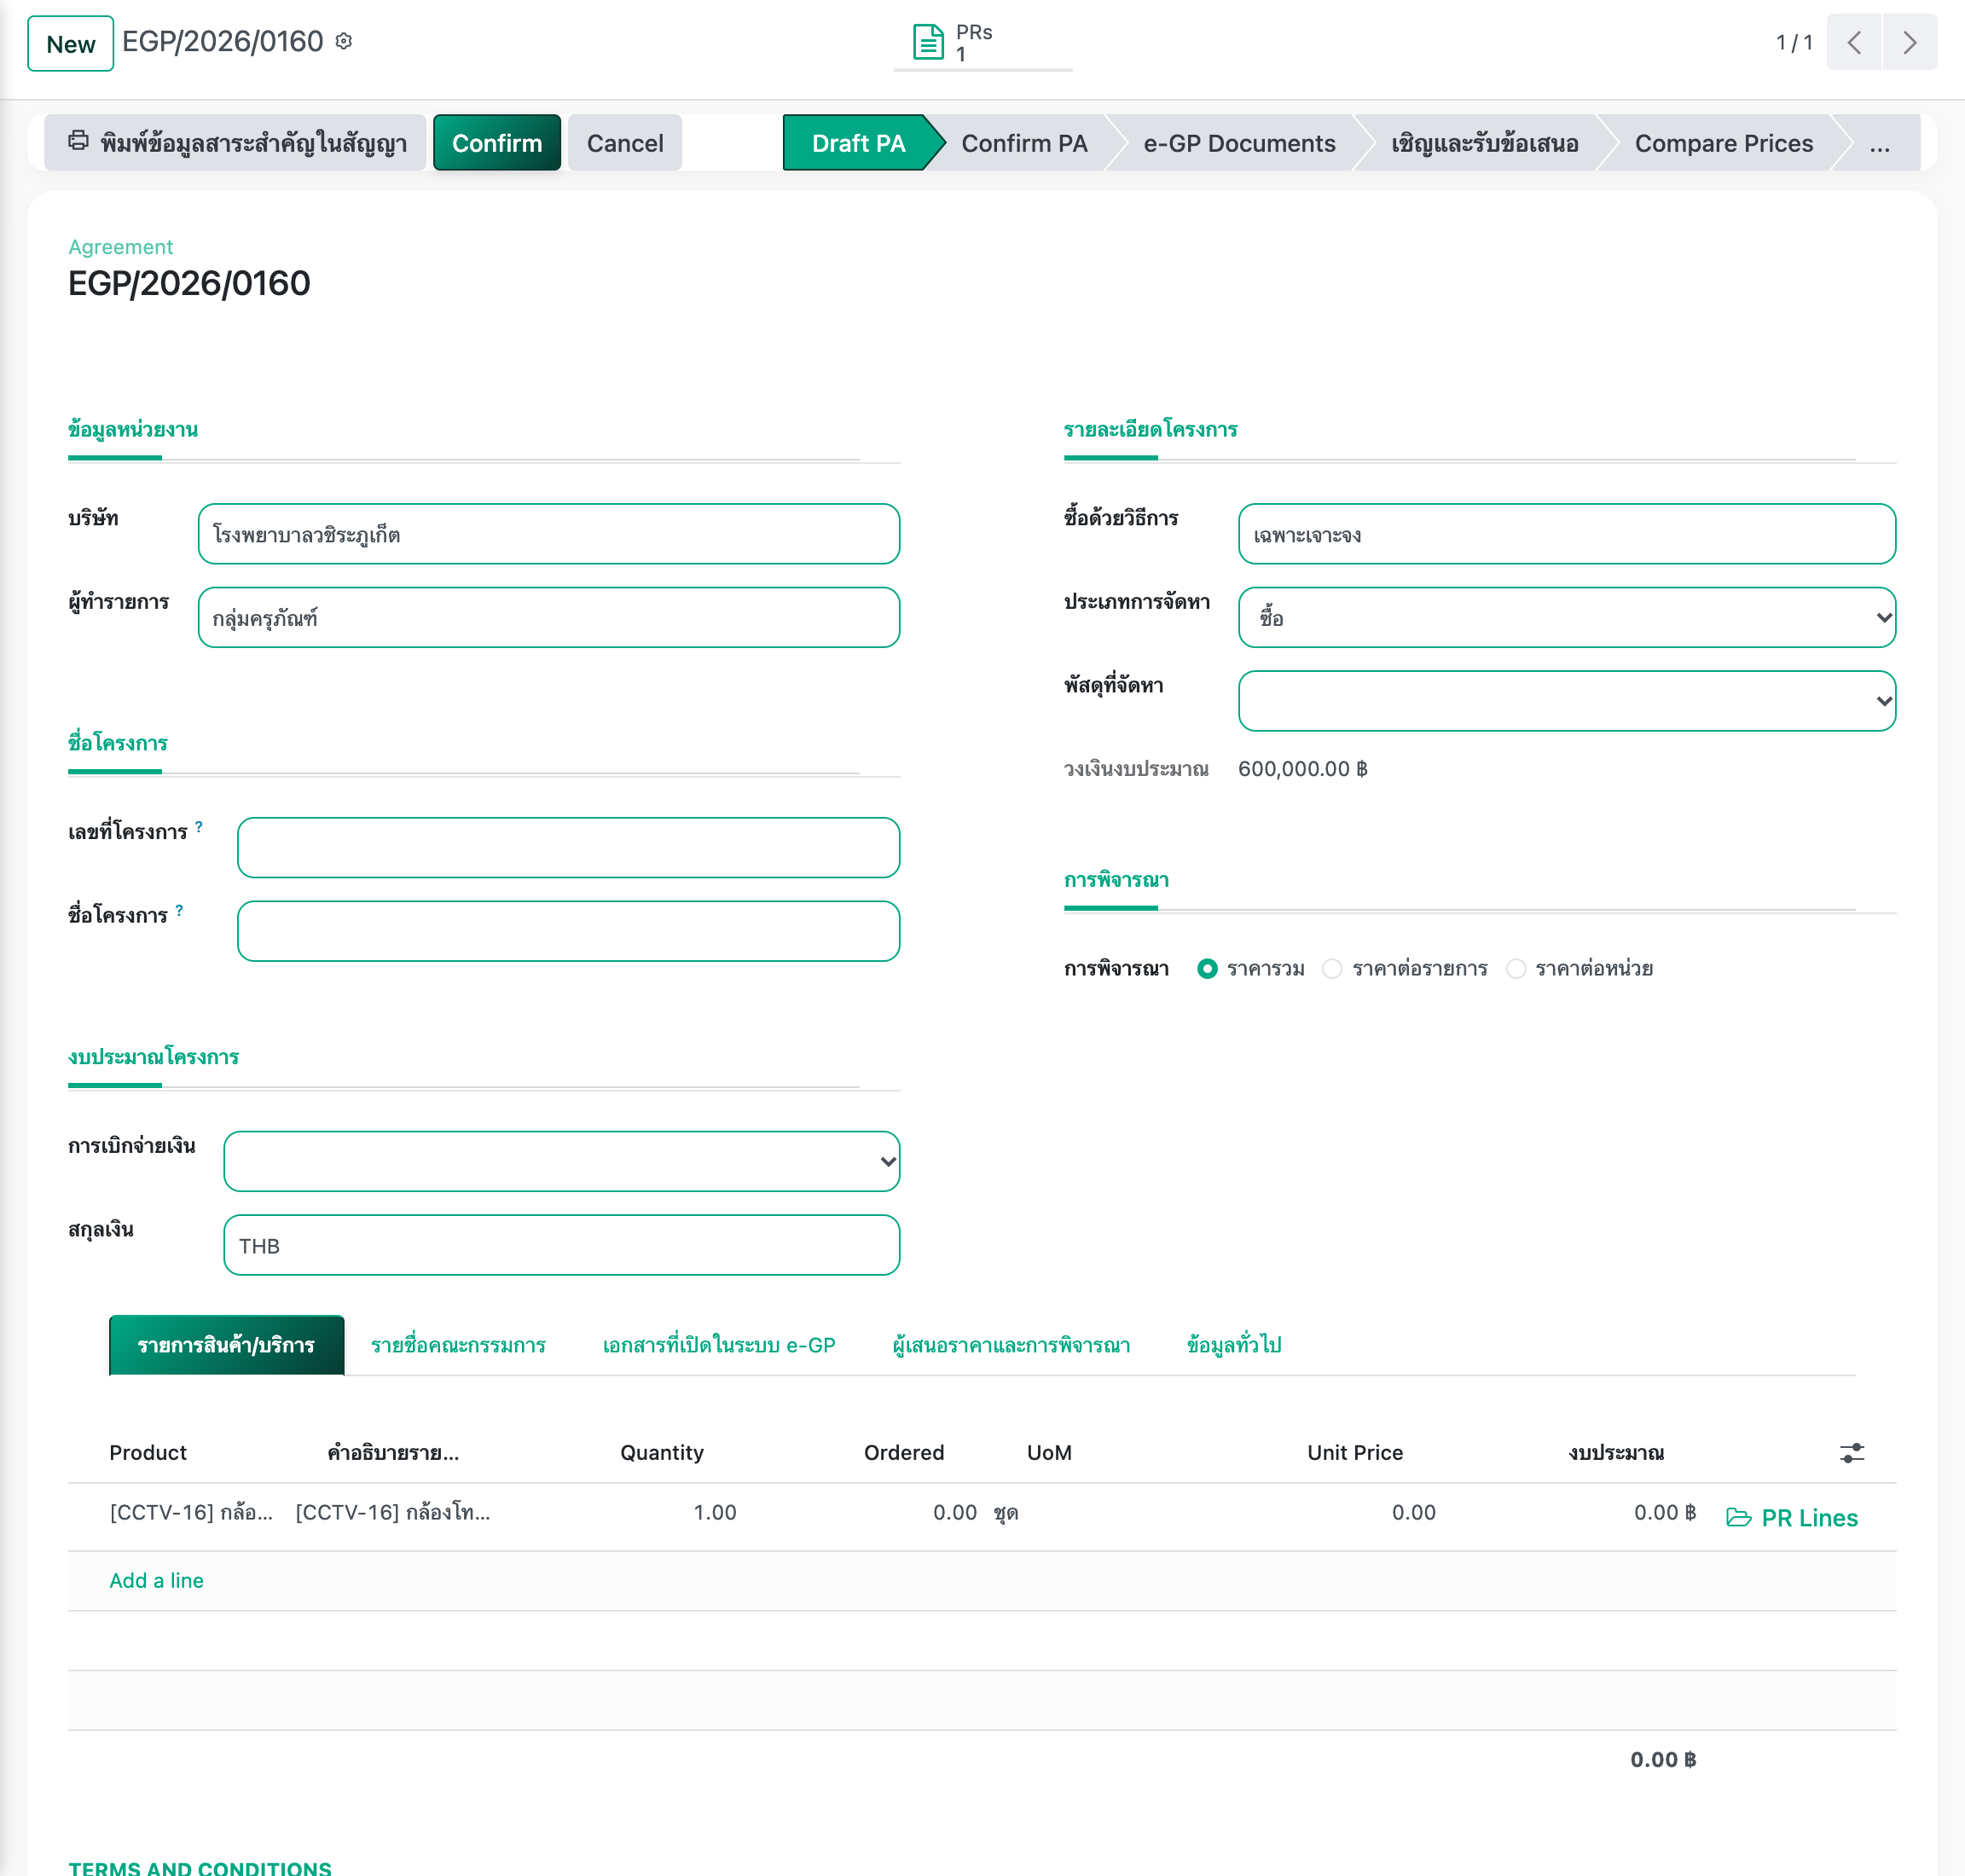 New EGP/2026/0160
PRs
1
1 / 1
พิมพ์ข้อมูลสาระสำคัญในสัญญา Confirm Cancel
Draft PA Confirm PA e-GP Documents เชิญและรับข้อเสนอ Compare Prices ...
Agreement
EGP/2026/0160
ข้อมูลหน่วยงาน
บริษัท โรงพยาบาลวชิระภูเก็ต
ผู้ทำรายการ กลุ่มครุภัณฑ์
รายละเอียดโครงการ
ซื้อด้วยวิธีการ เฉพาะเจาะจง
ประเภทการจัดหา ซื้อ
พัสดุที่จัดหา
วงเงินงบประมาณ 600,000.00 ฿
ชื่อโครงการ
เลขที่โครงการ ?
ชื่อโครงการ ?
การพิจารณา
การพิจารณา ราคารวม ราคาต่อรายการ ราคาต่อหน่วย
งบประมาณโครงการ
การเบิกจ่ายเงิน
สกุลเงิน THB
รายการสินค้า/บริการ รายชื่อคณะกรรมการ เอกสารที่เปิดในระบบ e-GP ผู้เสนอราคาและการพิจารณา ข้อมูลทั่วไป
Product คำอธิบายราย... Quantity Ordered UoM Unit Price งบประมาณ
[CCTV-16] กล้อ... [CCTV-16] กล้องโท... 1.00 0.00 ชุด 0.00 0.00 ฿ PR Lines
Add a line
0.00 ฿
TERMS AND CONDITIONS